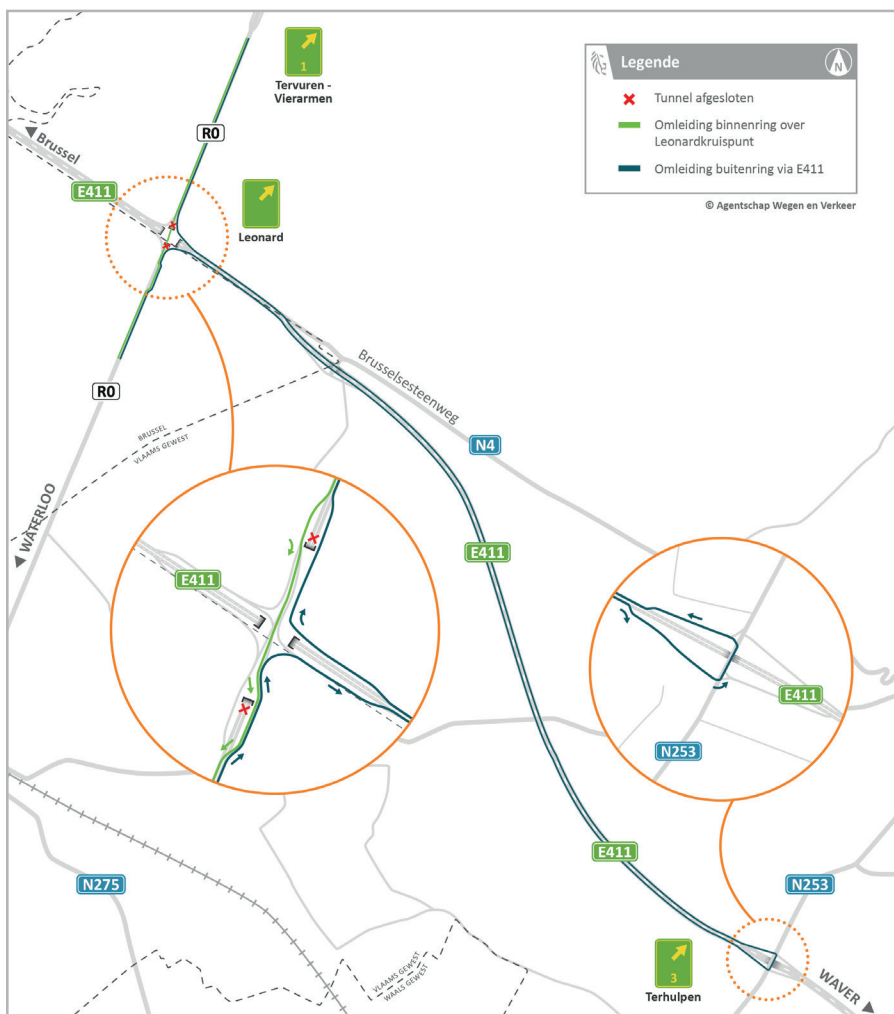 1
Tervuren -
Vierarmen
Legende
N
Tunnel afgesloten
Omleiding binnenring over
Leonardkruispunt
Omleiding buitenring via E411
© Agentschap Wegen en Verkeer
R0
Brussel
E411
Leonard
Brusselsesteenweg
R0
N4
BRUSSEL
VLAAMS GEWEST
WATERLOO
E411
E411
E411
N253
E411
N275
N253
VLAAMS GEWEST
WAALS GEWEST
3
Terhulpen
WAVER